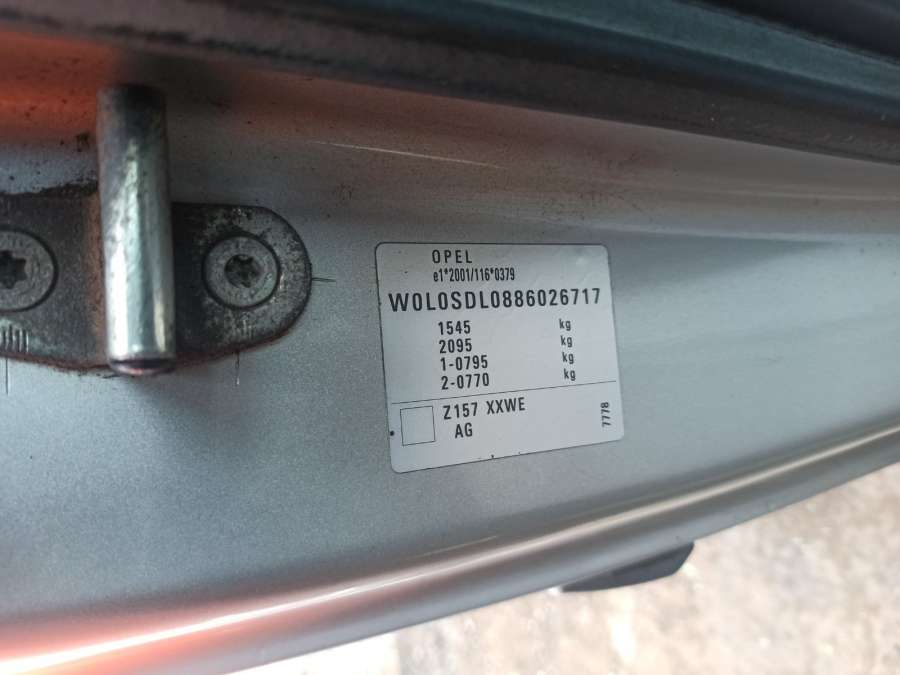 OPEL
e1*2001/116*0379
W0L0SDL0886026717
1545 kg
2095 kg
1-0795 kg
2-0770 kg
Z157 XXWE
AG
7778